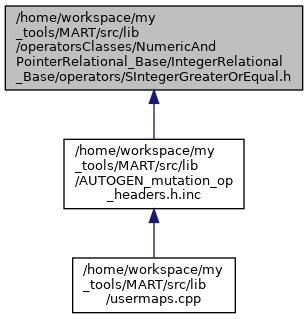 /home/workspace/my
_tools/MART/src/lib
/operatorsClasses/NumericAnd
PointerRelational_Base/IntegerRelational
_Base/operators/SIntegerGreaterOrEqual.h
/home/workspace/my
_tools/MART/src/lib
/AUTOGEN_mutation_op
_headers.h.inc
/home/workspace/my
_tools/MART/src/lib
/usermaps.cpp